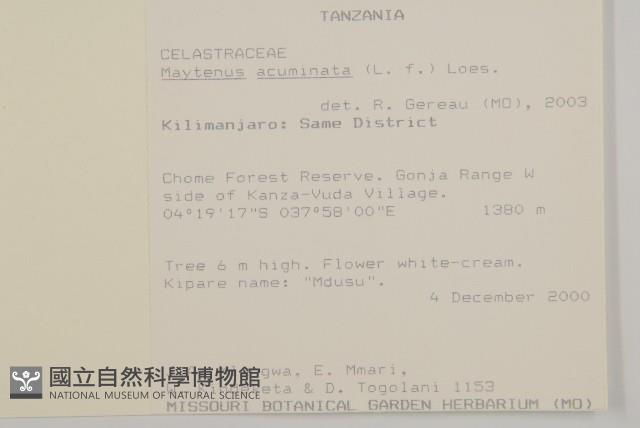 TANZANIA
CELASTRACEAE
Maytenus acuminata (L. f.) Loes.
det. R. Gereau (MO), 2003
Kilimanjaro: Same District
Chome Forest Reserve. Gonja Range W
side of Kanza-Vuda Village.
04°19'17"S 037°58'00"E 1380 m
Tree 6 m high. Flower white-cream.
Kipare name: "Mdusu".
4 December 2000
E. Mmari,
& D. Togolani 1153
MISSOURI BOTANICAL GARDEN HERBARIUM (MO)
國立自然科學博物館
NATIONAL MUSEUM OF NATURAL SCIENCE